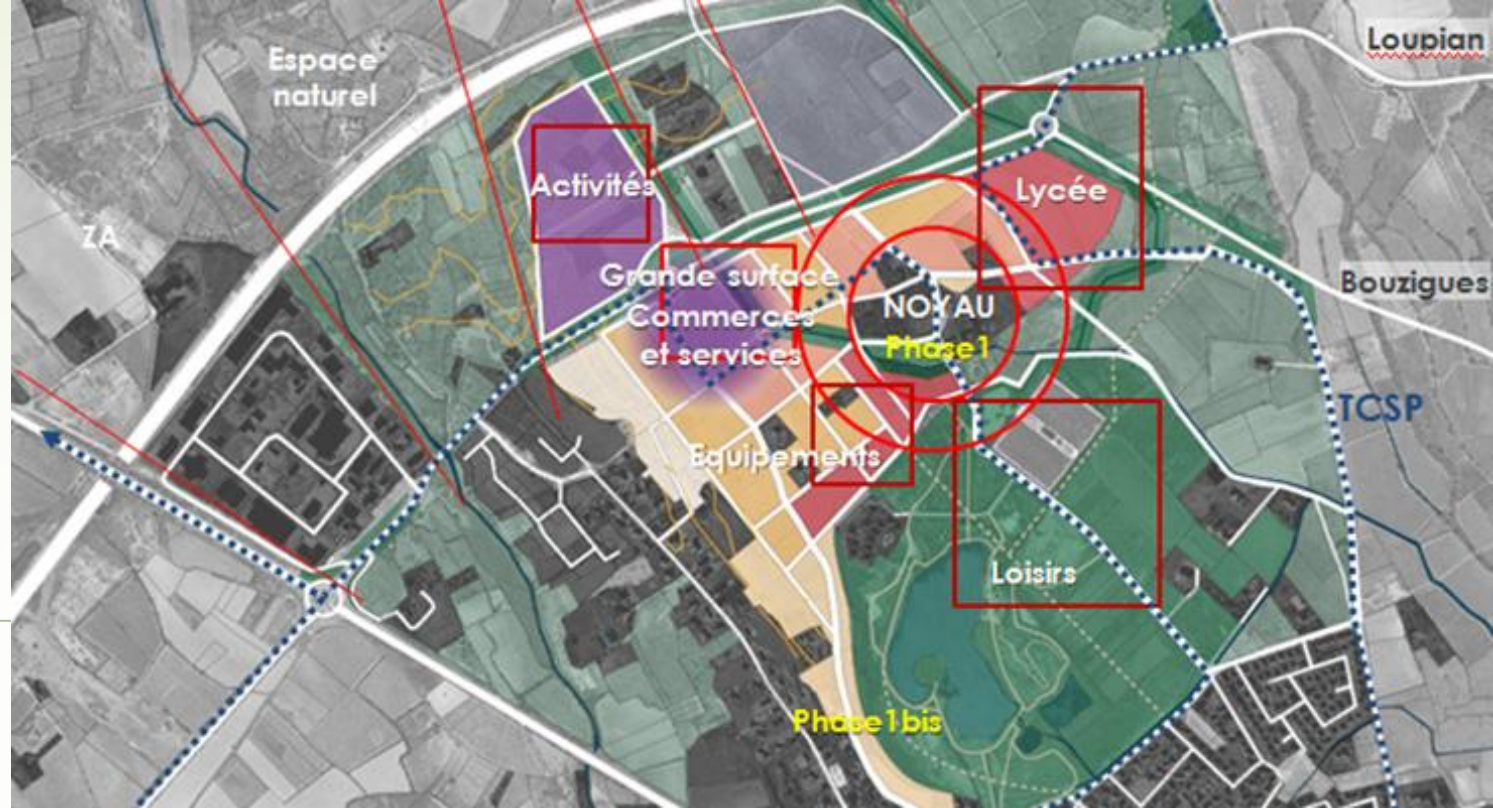 Loupian
Espace
naturel
Activités
Lycée
ZA
Grande surface
Commerces
et services
NOYAU
Phase1
Bouzigues
TCSP
Equipements
Loisirs
Phase1bis